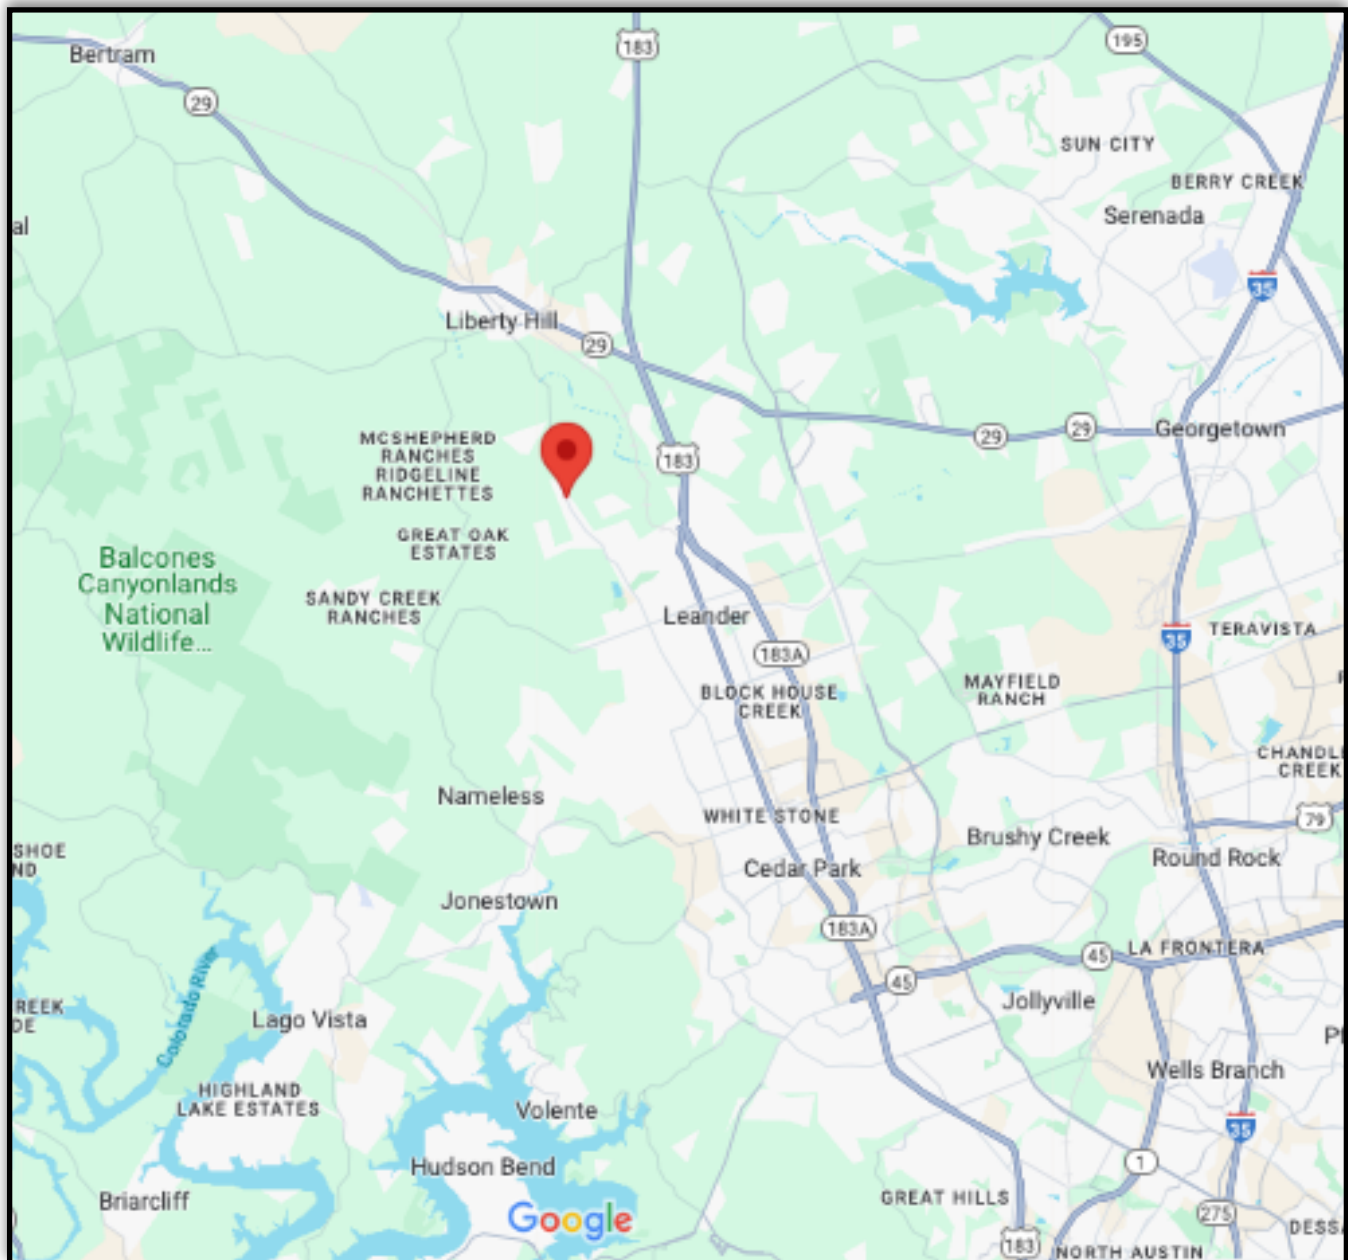 183
195
Bertram
29
SUN CITY
BERRY CREEK
Serenada
al
35
Liberty Hill
29
MCSHEPHERD
RANCHES
RIDGELINE
RANCHETTES
183
29
29
Georgetown
GREAT OAK
ESTATES
Balcones
Canyonlands
National
Wildlife...
SANDY CREEK
RANCHES
Leander
35
TERAVISTA
183A
BLOCK HOUSE
CREEK
MAYFIELD
RANCH
CHANDL
CREEK
Nameless
WHITE STONE
79
Brushy Creek
SHOE
ND
Round Rock
Cedar Park
Jonestown
183A
LA FRONTERA
45
45
Colorado River
REEK
DE
Jollyville
Lago Vista
Pf
Wells Branch
HIGHLAND
LAKE ESTATES
Volente
35
Hudson Bend
1
Briarcliff
GREAT HILLS
Google
275
DESSA
183
NORTH AUSTIN